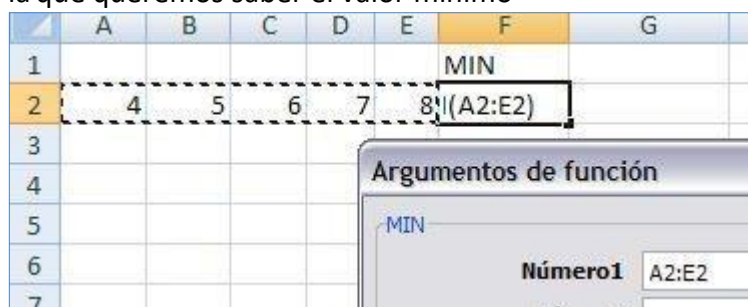 la que queremos saber el valor mínimo
A B C D E F G
1 MIN
2 4 5 6 7 8 (A2:E2)
3
4 Argumentos de función
5 MIN
6 Número1 A2:E2
7